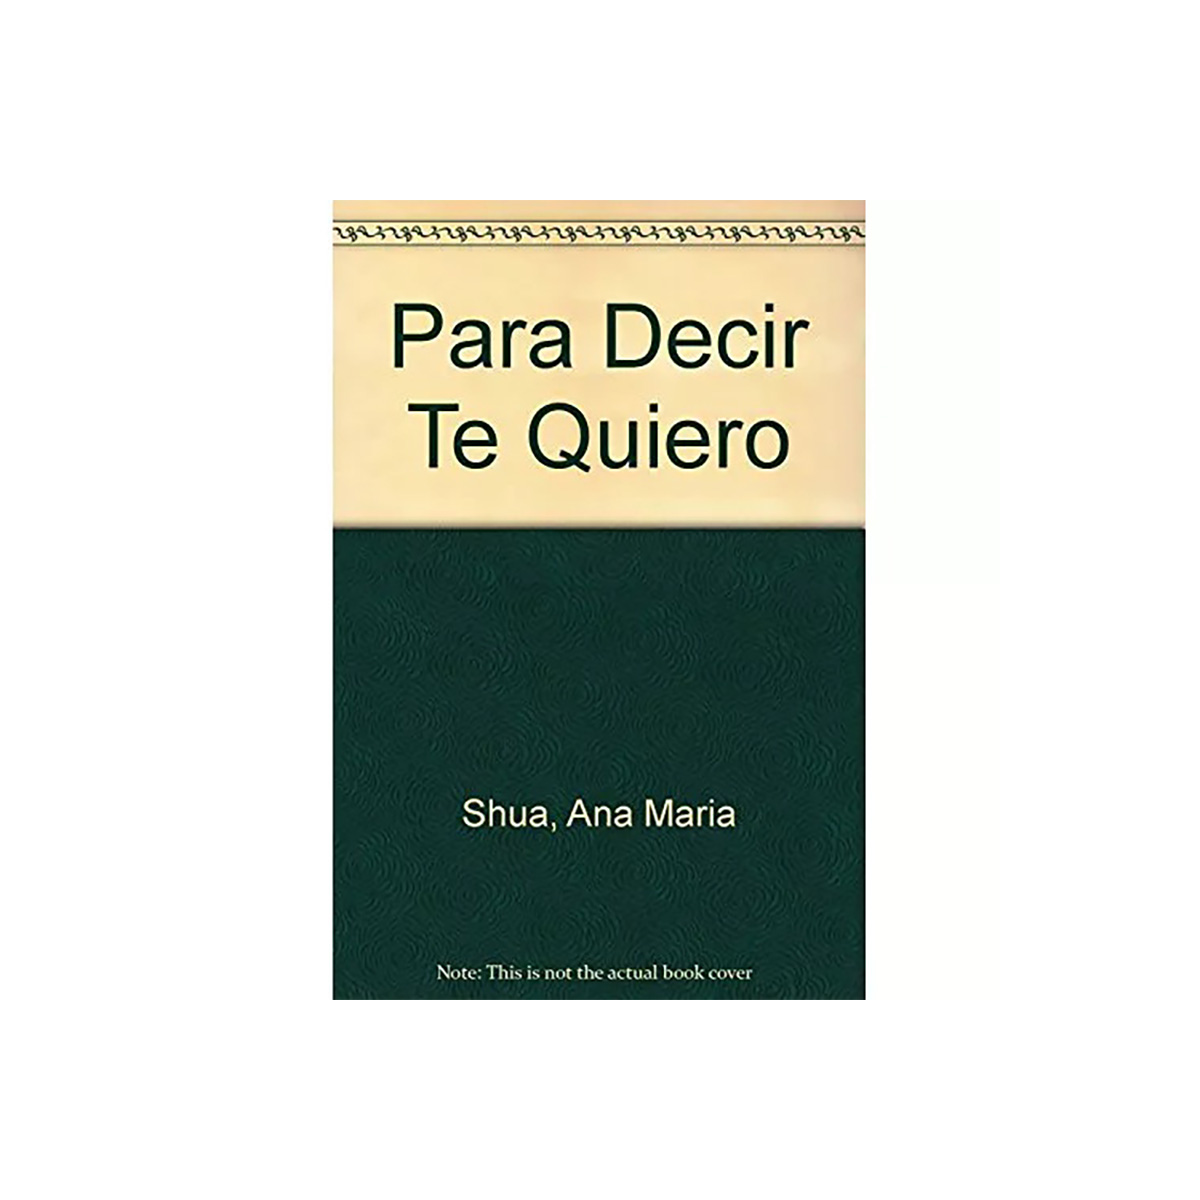 Para Decir
Te Quiero
Shua, Ana Maria
Note: This is not the actual book cover